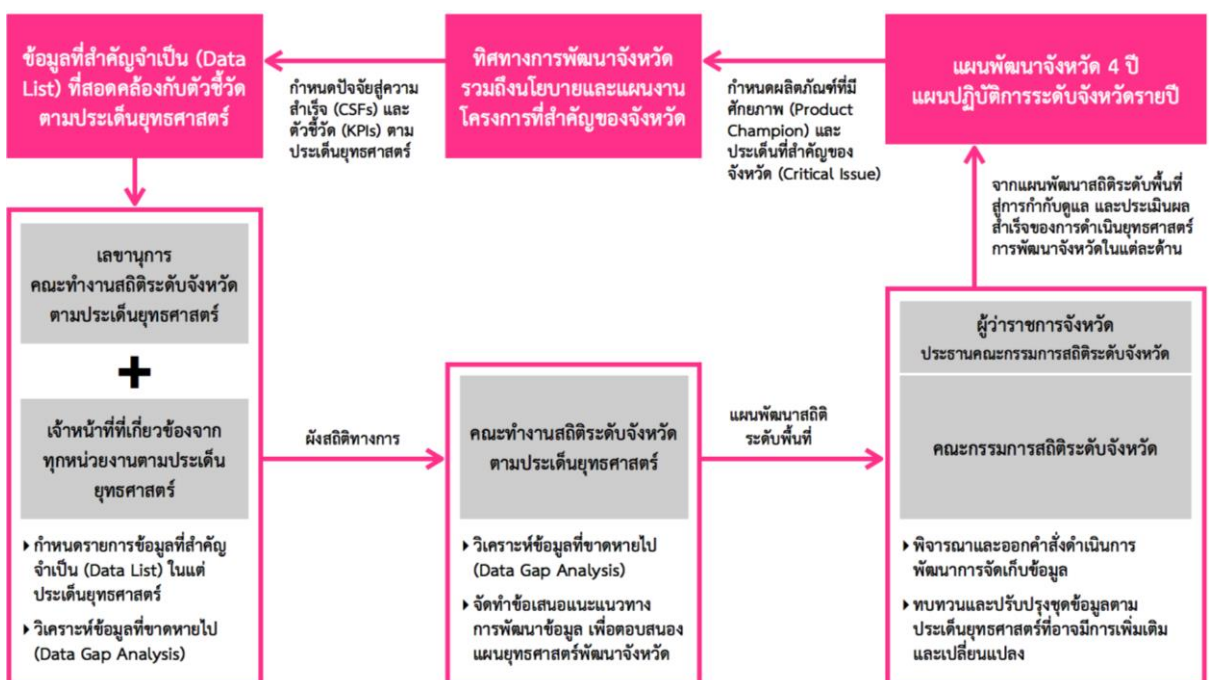 ข้อมูลที่สำคัญจำเป็น (Data
List) ที่สอดคล้องกับตัวชี้วัด
ตามประเด็นยุทธศาสตร์
กำหนดปัจจัยสู่ความ
สำเร็จ (CSFs) และ
ตัวชี้วัด (KPIs) ตาม
ประเด็นยุทธศาสตร์
ทิศทางการพัฒนาจังหวัด
รวมถึงนโยบายและแผนงาน
โครงการที่สำคัญของจังหวัด
กำหนดผลิตภัณฑ์ที่มี
ศักยภาพ (Product
Champion) และ
ประเด็นที่สำคัญของ
จังหวัด (Critical Issue)
แผนพัฒนาจังหวัด 4 ปี
แผนปฏิบัติการระดับจังหวัดรายปี
จากแผนพัฒนาสถิติระดับพื้นที่
สู่การกำกับดูแล และประเมินผล
สำเร็จของการดำเนินยุทธศาสตร์
การพัฒนาจังหวัดในแต่ละด้าน
เลขานุการ
คณะทำงานสถิติระดับจังหวัด
ตามประเด็นยุทธศาสตร์
+
เจ้าหน้าที่ที่เกี่ยวข้องจาก
ทุกหน่วยงานตามประเด็น
ยุทธศาสตร์
กำหนดรายการข้อมูลที่สำคัญ
จำเป็น (Data List) ในแต่
ประเด็นยุทธศาสตร์
วิเคราะห์ข้อมูลที่ขาดหายไป
(Data Gap Analysis)
ผังสถิติทางการ
คณะทำงานสถิติระดับจังหวัด
ตามประเด็นยุทธศาสตร์
วิเคราะห์ข้อมูลที่ขาดหายไป
(Data Gap Analysis)
จัดทำข้อเสนอแนะแนวทาง
การพัฒนาข้อมูล เพื่อตอบสนอง
แผนยุทธศาสตร์พัฒนาจังหวัด
แผนพัฒนาสถิติ
ระดับพื้นที่
ผู้ว่าราชการจังหวัด
ประธานคณะกรรมการสถิติระดับจังหวัด
คณะกรรมการสถิติระดับจังหวัด
พิจารณาและออกคำสั่งดำเนินการ
พัฒนาการจัดเก็บข้อมูล
ทบทวนและปรับปรุงชุดข้อมูลตาม
ประเด็นยุทธศาสตร์ที่อาจมีการเพิ่มเติม
และเปลี่ยนแปลง